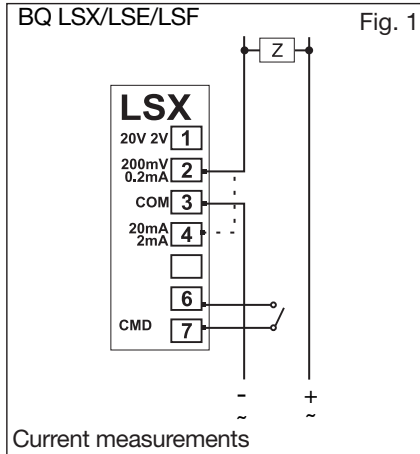 BQ LSX/LSE/LSF
Fig. 1
Z
LSX
20V 2V 1
200mV 2
0.2mA
COM 3
20mA 4
2mA
6
CMD 7
- +
~ ~
Current measurements